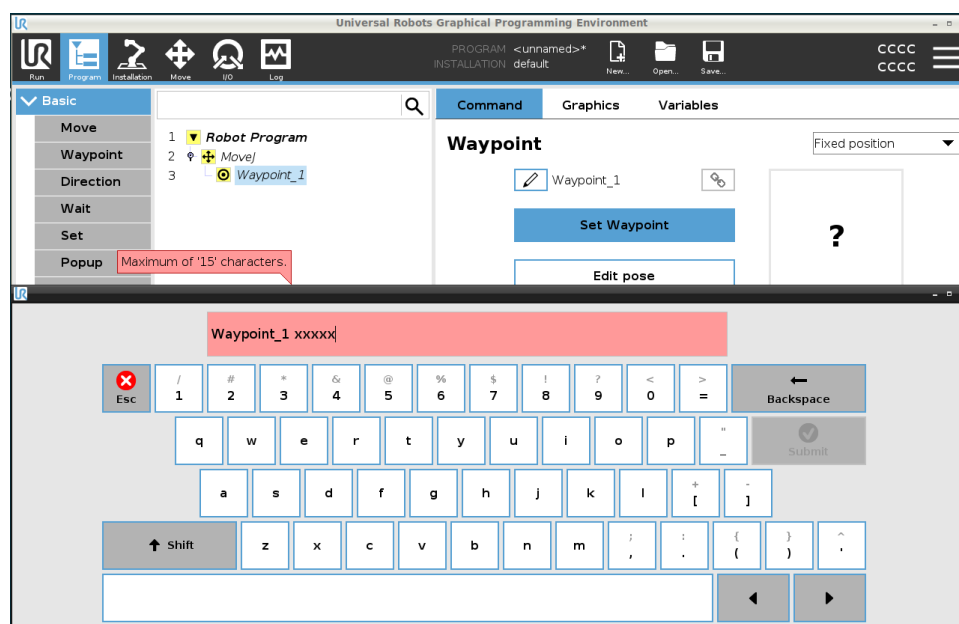 UR
Universal Robots Graphical Programming Environment
UR
Run
Program
Installation
Move
I/O
Log
PROGRAM <unnamed>*
INSTALLATION default
New...
Open...
Save...
CCCC
CCCC
Basic
Move
Waypoint
Direction
Wait
Set
Popup
1 Robot Program
2 MoveJ
3 Waypoint_1
Maximum of '15' characters.
Command Graphics Variables
Waypoint
Fixed position
Waypoint_1
Set Waypoint
?
Edit pose
UR
Waypoint_1 xxxxx
Esc
/ # * & @ % $ ! ? < >
1 2 3 4 5 6 7 8 9 0 =
Backspace
q w e r t y u i o p " _
Submit
a s d f g h j k l + [ - ]
Shift
z x c v b n m ; , : . { ( } ) ^ '